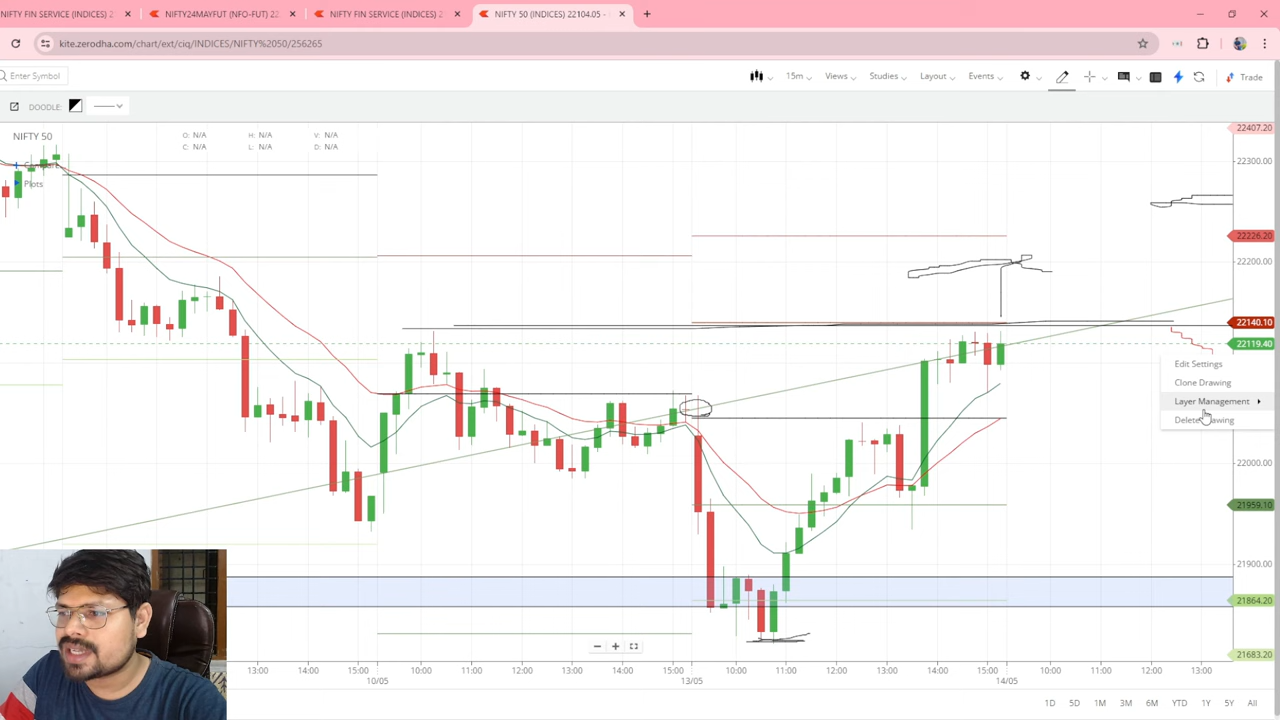 NIFTY FIN SERVICE (INDICES) 2
NIFTY24MAYFUT (NFO-FUT) 22
NIFTY FIN SERVICE (INDICES) 2
NIFTY 50 (INDICES) 22104.05 -
kite.zerodha.com/chart/ext/ciq/INDICES/NIFTY%2050/256265
Enter Symbol
15m
Views
Studies
Layout
Events
Trade
DOODLE:
NIFTY 50
O: N/A H: N/A V: N/A
C: N/A L: N/A D: N/A
Plots
22407.20
22300.00
22226.20
22200.00
22140.10
22119.40
Edit Settings
Clone Drawing
Layer Management
Delete Drawing
22000.00
21959.10
21900.00
21864.20
21683.20
13:00 14:00 15:00 11:00 12:00 13:00 14:00 15:00 10:00 11:00 12:00 13:00 14:00 15:00 10:00 11:00 12:00 13:00
10/05 13/05 14/05
1D 5D 1M 3M 6M YTD 1Y 5Y All